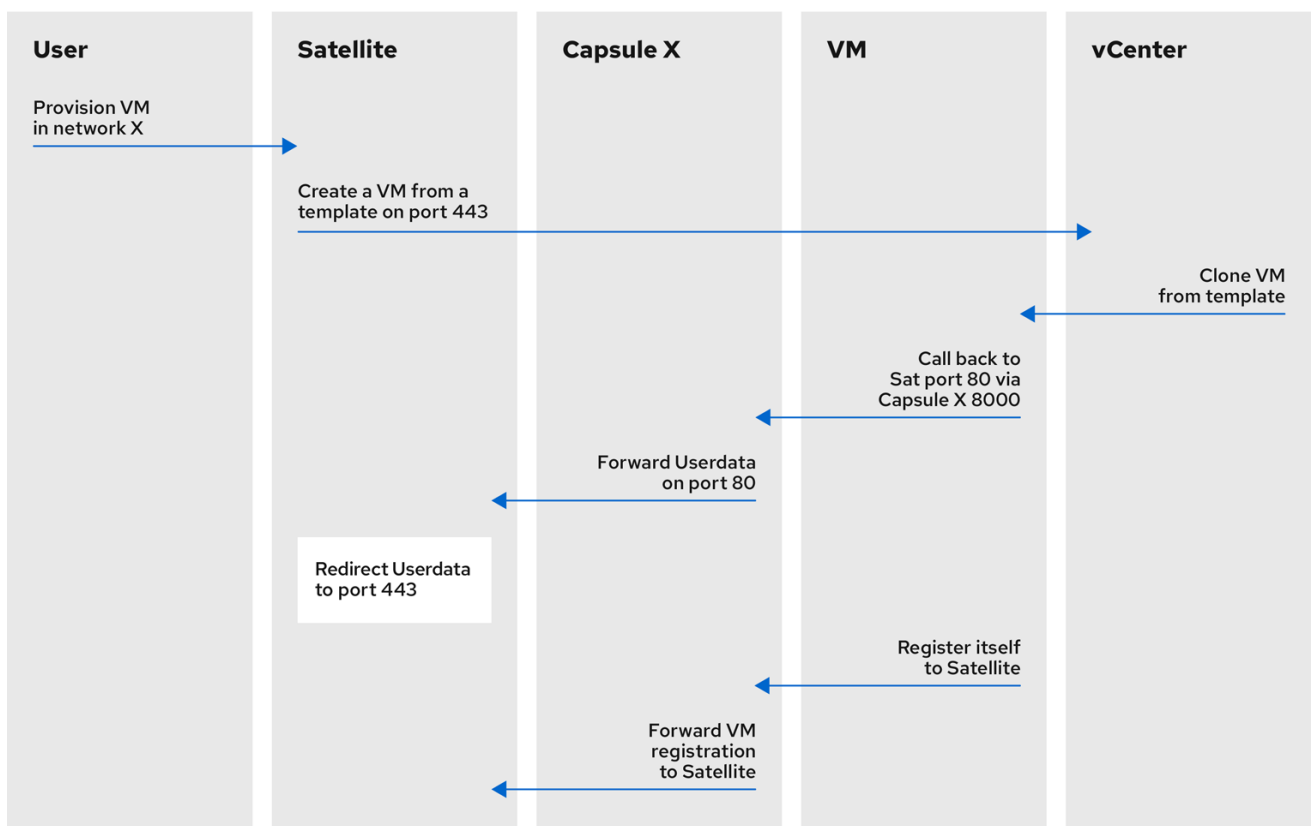 User
Satellite
Capsule X
VM
vCenter
Provision VM
in network X
Create a VM from a
template on port 443
Clone VM
from template
Call back to
Sat port 80 via
Capsule X 8000
Forward Userdata
on port 80
Redirect Userdata
to port 443
Register itself
to Satellite
Forward VM
registration
to Satellite